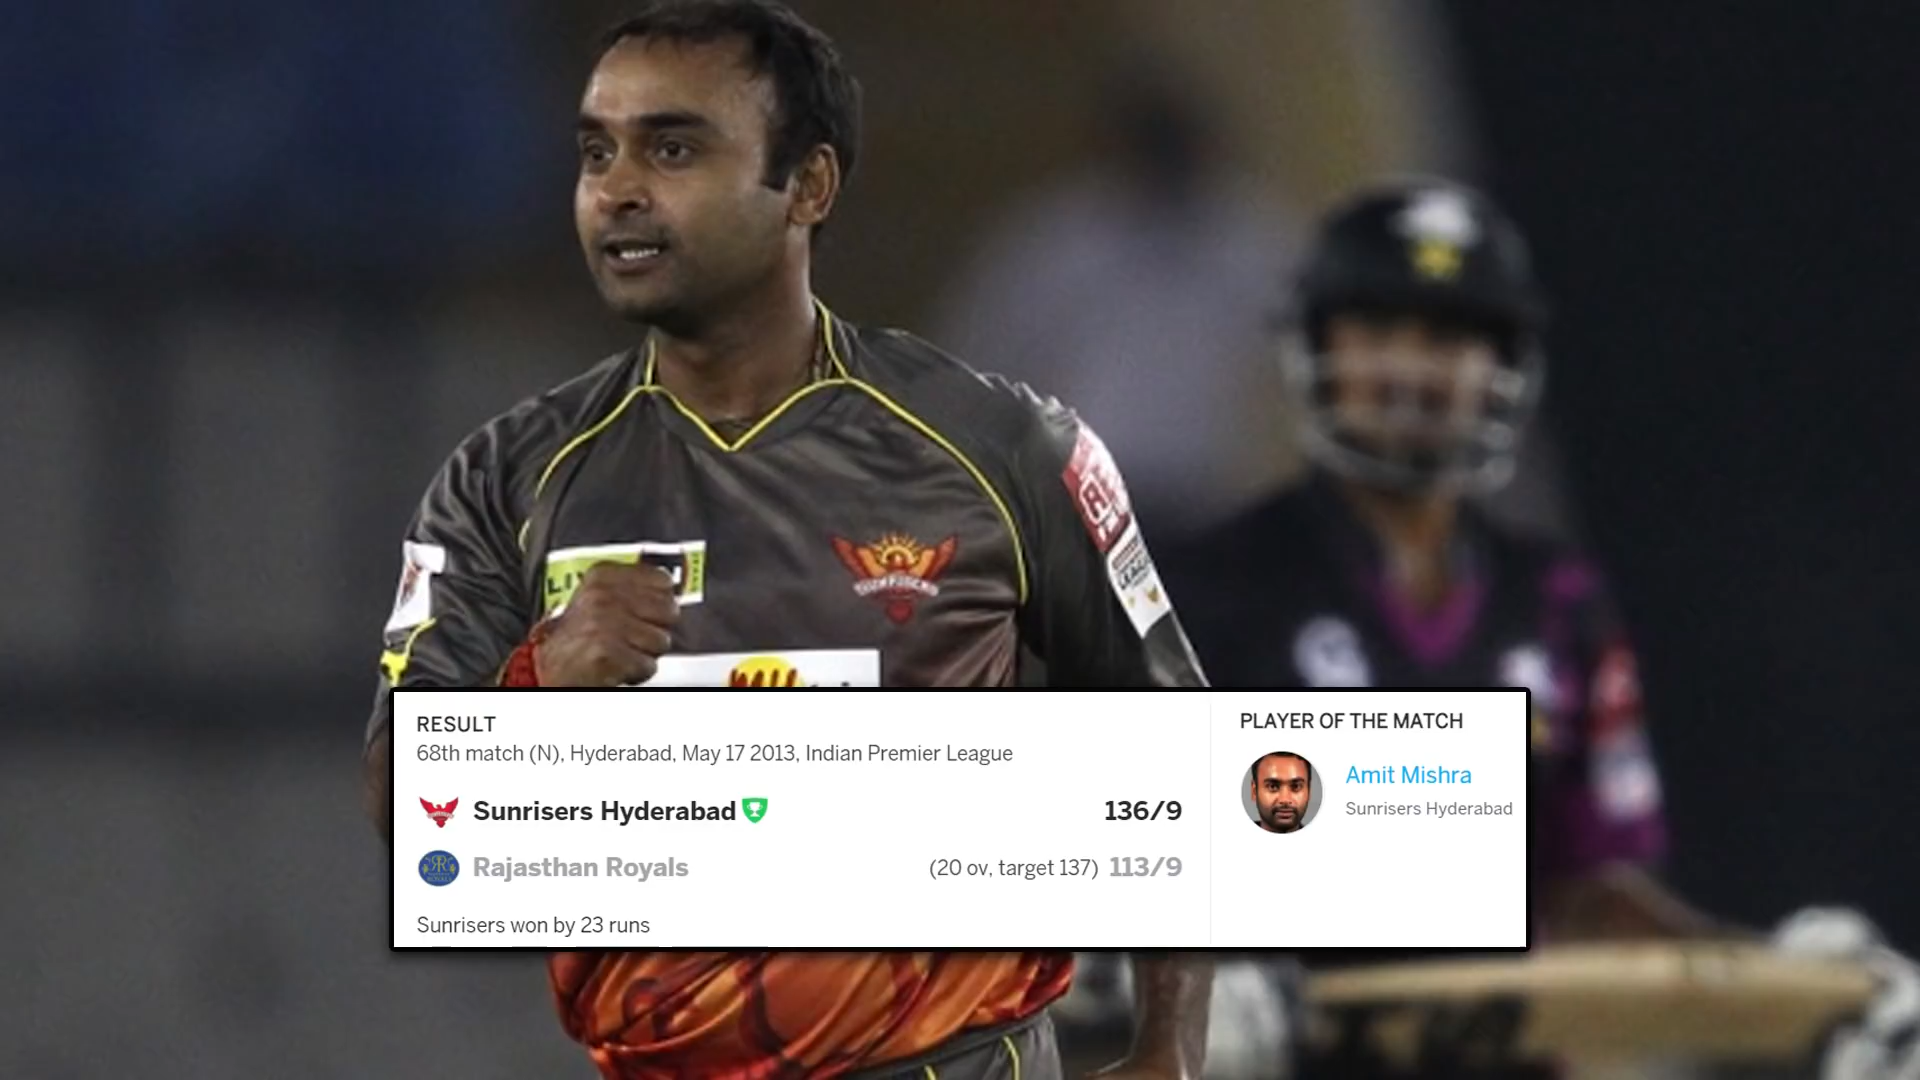 RESULT
68th match (N), Hyderabad, May 17 2013, Indian Premier League
Sunrisers Hyderabad 136/9
Rajasthan Royals (20 ov, target 137) 113/9
Sunrisers won by 23 runs
PLAYER OF THE MATCH
Amit Mishra
Sunrisers Hyderabad